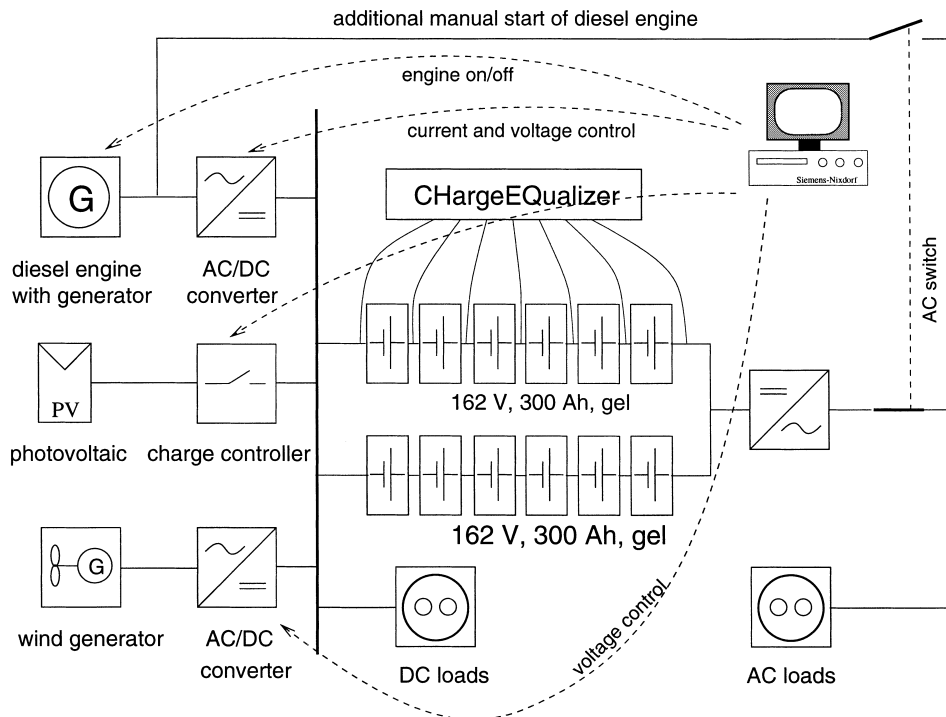 additional manual start of diesel engine
engine on/off
current and voltage control
Siemens-Nixdorf
G
CHargeEQualizer
diesel engine
with generator
AC/DC
converter
AC switch
162 V, 300 Ah, gel
PV
photovoltaic
charge controller
162 V, 300 Ah, gel
G
wind generator
AC/DC
converter
voltage control
DC loads
AC loads